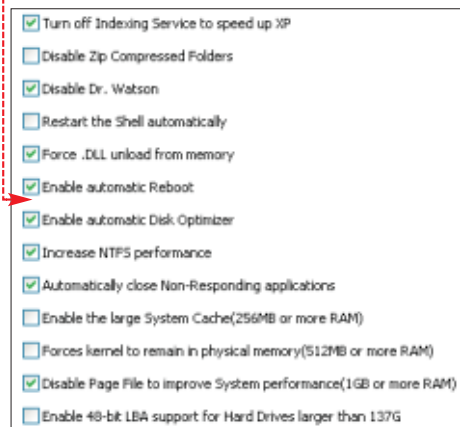 Turn off Indexing Service to speed up XP
Disable Zip Compressed Folders
Disable Dr. Watson
Restart the Shell automatically
Force .DLL unload from memory
Enable automatic Reboot
Enable automatic Disk Optimizer
Increase NTFS performance
Automatically close Non-Responding applications
Enable the large System Cache(256MB or more RAM)
Forces kernel to remain in physical memory(512MB or more RAM)
Disable Page File to improve System performance(1GB or more RAM)
Enable 48-bit LBA support for Hard Drives larger than 137G